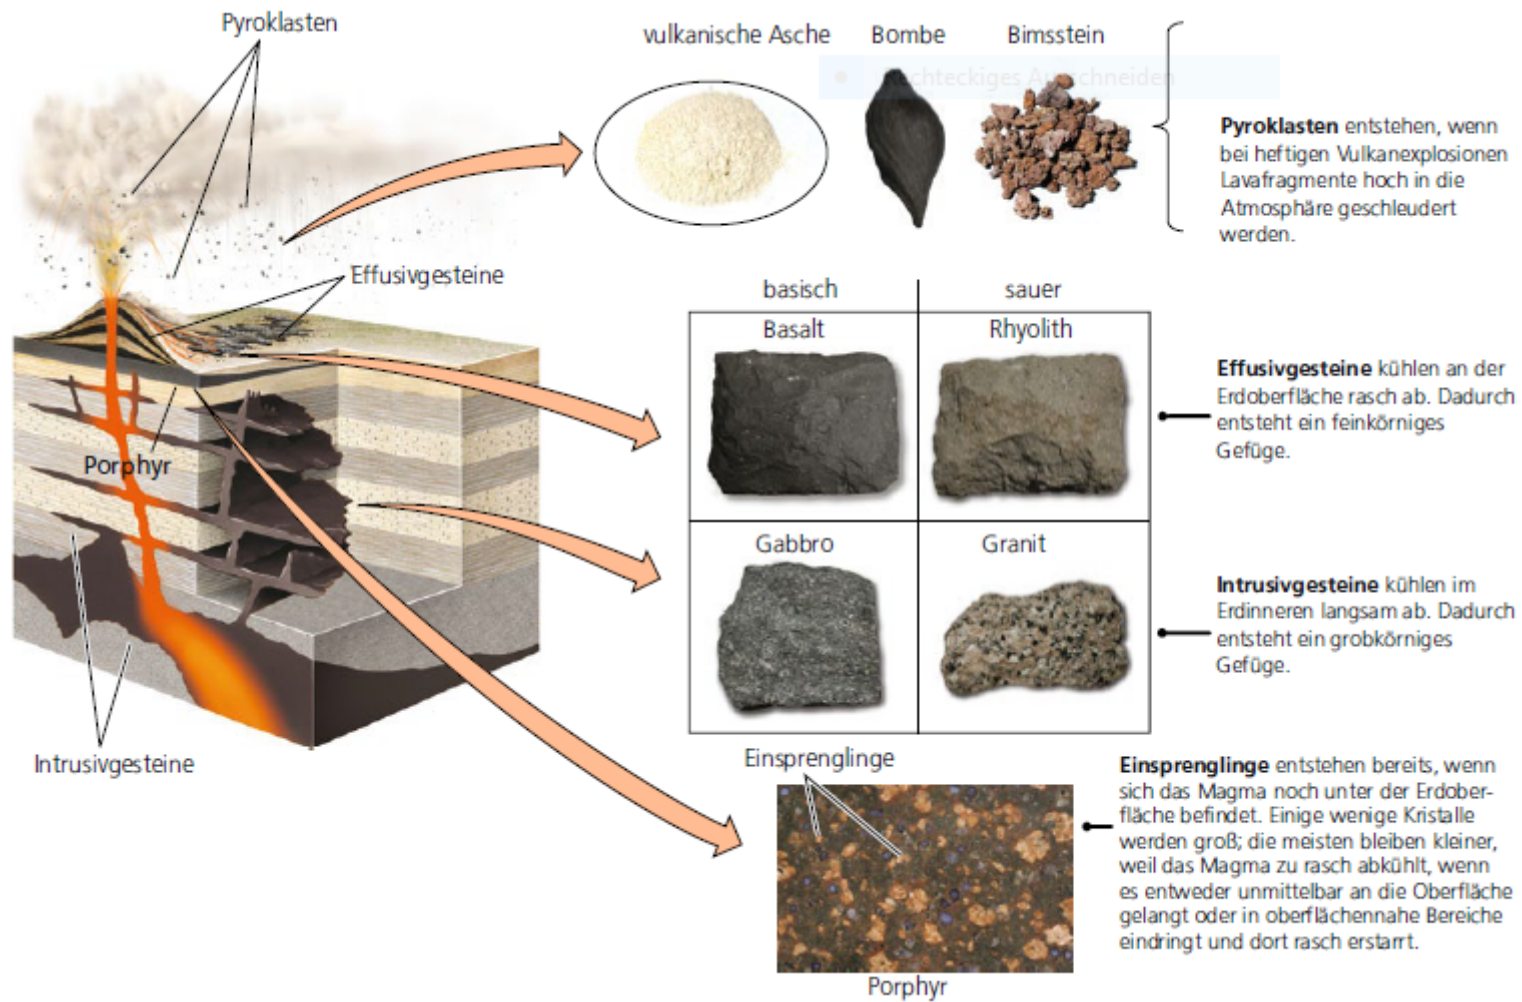 Pyroklasten
vulkanische Asche
Bombe
Bimsstein
Rechteckiges Ausschneiden
Pyroklasten entstehen, wenn
bei heftigen Vulkanexplosionen
Lavafragmente hoch in die
Atmosphäre geschleudert
werden.
Effusivgesteine
basisch
sauer
Basalt
Rhyolith
Effusivgesteine kühlen an der
Erdoberfläche rasch ab. Dadurch
entsteht ein feinkörniges
Gefüge.
Porphyr
Gabbro
Granit
Intrusivgesteine kühlen im
Erdinneren langsam ab. Dadurch
entsteht ein grobkörniges
Gefüge.
Intrusivgesteine
Einsprenglinge
Einsprenglinge entstehen bereits, wenn
sich das Magma noch unter der Erdober-
fläche befindet. Einige wenige Kristalle
werden groß; die meisten bleiben kleiner,
weil das Magma zu rasch abkühlt, wenn
es entweder unmittelbar an die Oberfläche
gelangt oder in oberflächennahe Bereiche
eindringt und dort rasch erstarrt.
Porphyr